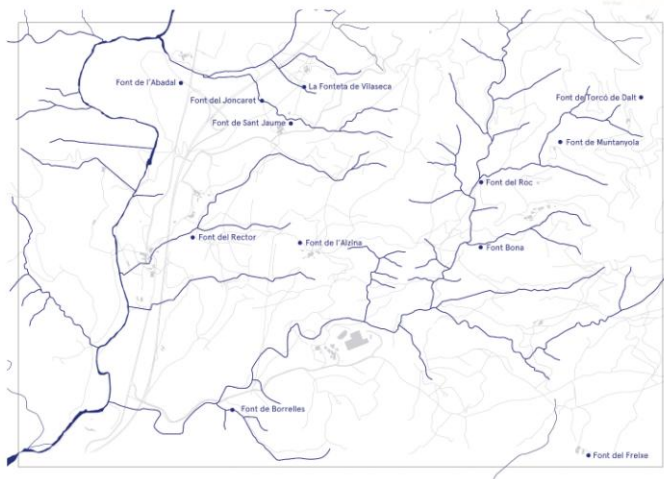 Font de l'Abadal
La Fonteta de Vilaseca
Font del Joncaret
Font de Torcó de Dalt
Font de Sant Jaume
Font de Muntanyola
Font del Roc
Font del Rector
Font de l'Alzina
Font Bona
Font de Borrelles
Font del Freixe